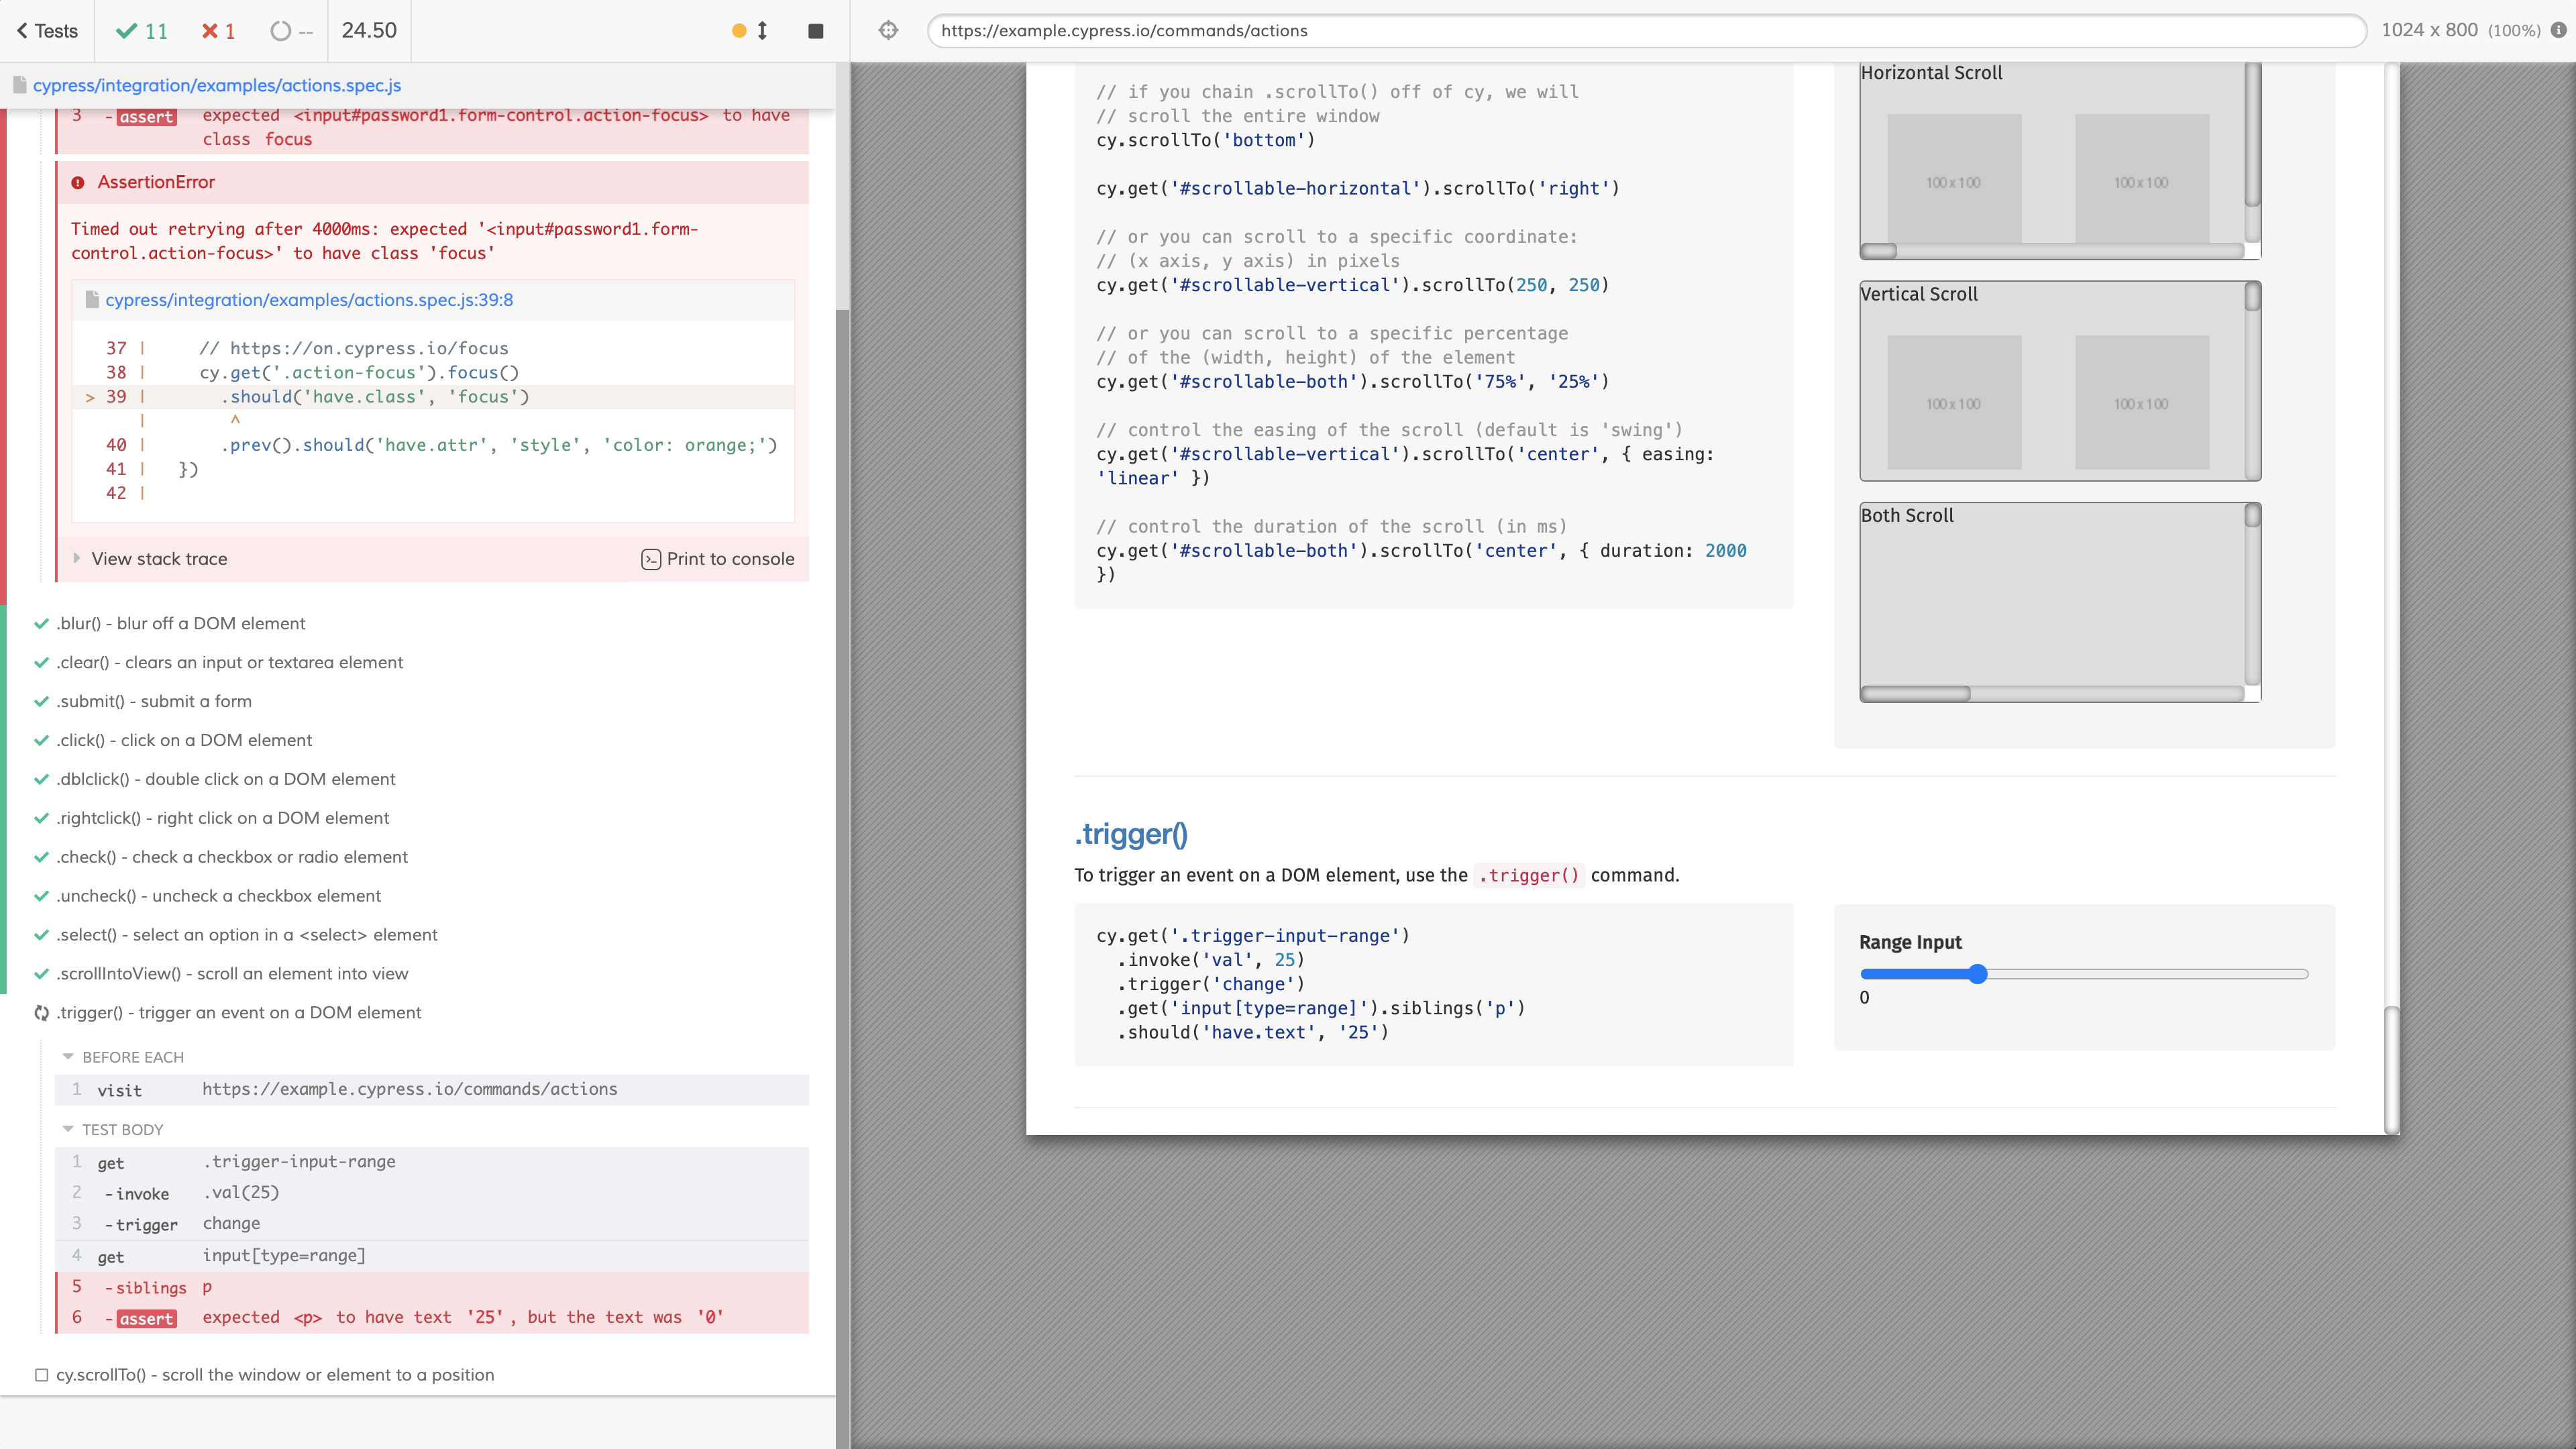 Tests
11
1
--
24.50
https://example.cypress.io/commands/actions
1024 x 800 (100%)
cypress/integration/examples/actions.spec.js
3 -assert expected <input#password1.form-control.action-focus> to have
class focus
AssertionError
Timed out retrying after 4000ms: expected '<input#password1.form-
control.action-focus>' to have class 'focus'
cypress/integration/examples/actions.spec.js:39:8
37 | // https://on.cypress.io/focus
38 | cy.get('.action-focus').focus()
> 39 | .should('have.class', 'focus')
| ^
40 | .prev().should('have.attr', 'style', 'color: orange;')
41 | })
42 |
View stack trace
Print to console
.blur() - blur off a DOM element
.clear() - clears an input or textarea element
.submit() - submit a form
.click() - click on a DOM element
.dblclick() - double click on a DOM element
.rightclick() - right click on a DOM element
.check() - check a checkbox or radio element
.uncheck() - uncheck a checkbox element
.select() - select an option in a <select> element
.scrollIntoView() - scroll an element into view
.trigger() - trigger an event on a DOM element
BEFORE EACH
1 visit https://example.cypress.io/commands/actions
TEST BODY
1 get .trigger-input-range
2 -invoke .val(25)
3 -trigger change
4 get input[type=range]
5 -siblings p
6 -assert expected <p> to have text '25', but the text was '0'
cy.scrollTo() - scroll the window or element to a position
// if you chain .scrollTo() off of cy, we will
// scroll the entire window
cy.scrollTo('bottom')
cy.get('#scrollable-horizontal').scrollTo('right')
// or you can scroll to a specific coordinate:
// (x axis, y axis) in pixels
cy.get('#scrollable-vertical').scrollTo(250, 250)
// or you can scroll to a specific percentage
// of the (width, height) of the element
cy.get('#scrollable-both').scrollTo('75%', '25%')
// control the easing of the scroll (default is 'swing')
cy.get('#scrollable-vertical').scrollTo('center', { easing:
'linear' })
// control the duration of the scroll (in ms)
cy.get('#scrollable-both').scrollTo('center', { duration: 2000
})
Horizontal Scroll
100 x 100
100 x 100
Vertical Scroll
100 x 100
100 x 100
Both Scroll
.trigger()
To trigger an event on a DOM element, use the .trigger() command.
cy.get('.trigger-input-range')
.invoke('val', 25)
.trigger('change')
.get('input[type=range]').siblings('p')
.should('have.text', '25')
Range Input
0